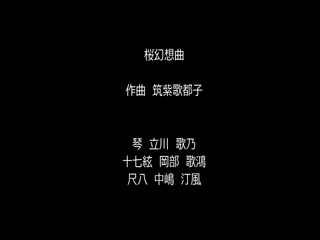 桜幻想曲
作曲 筑紫歌都子
琴 立川 歌乃
十七絃 岡部 歌鴻
尺八 中嶋 汀風